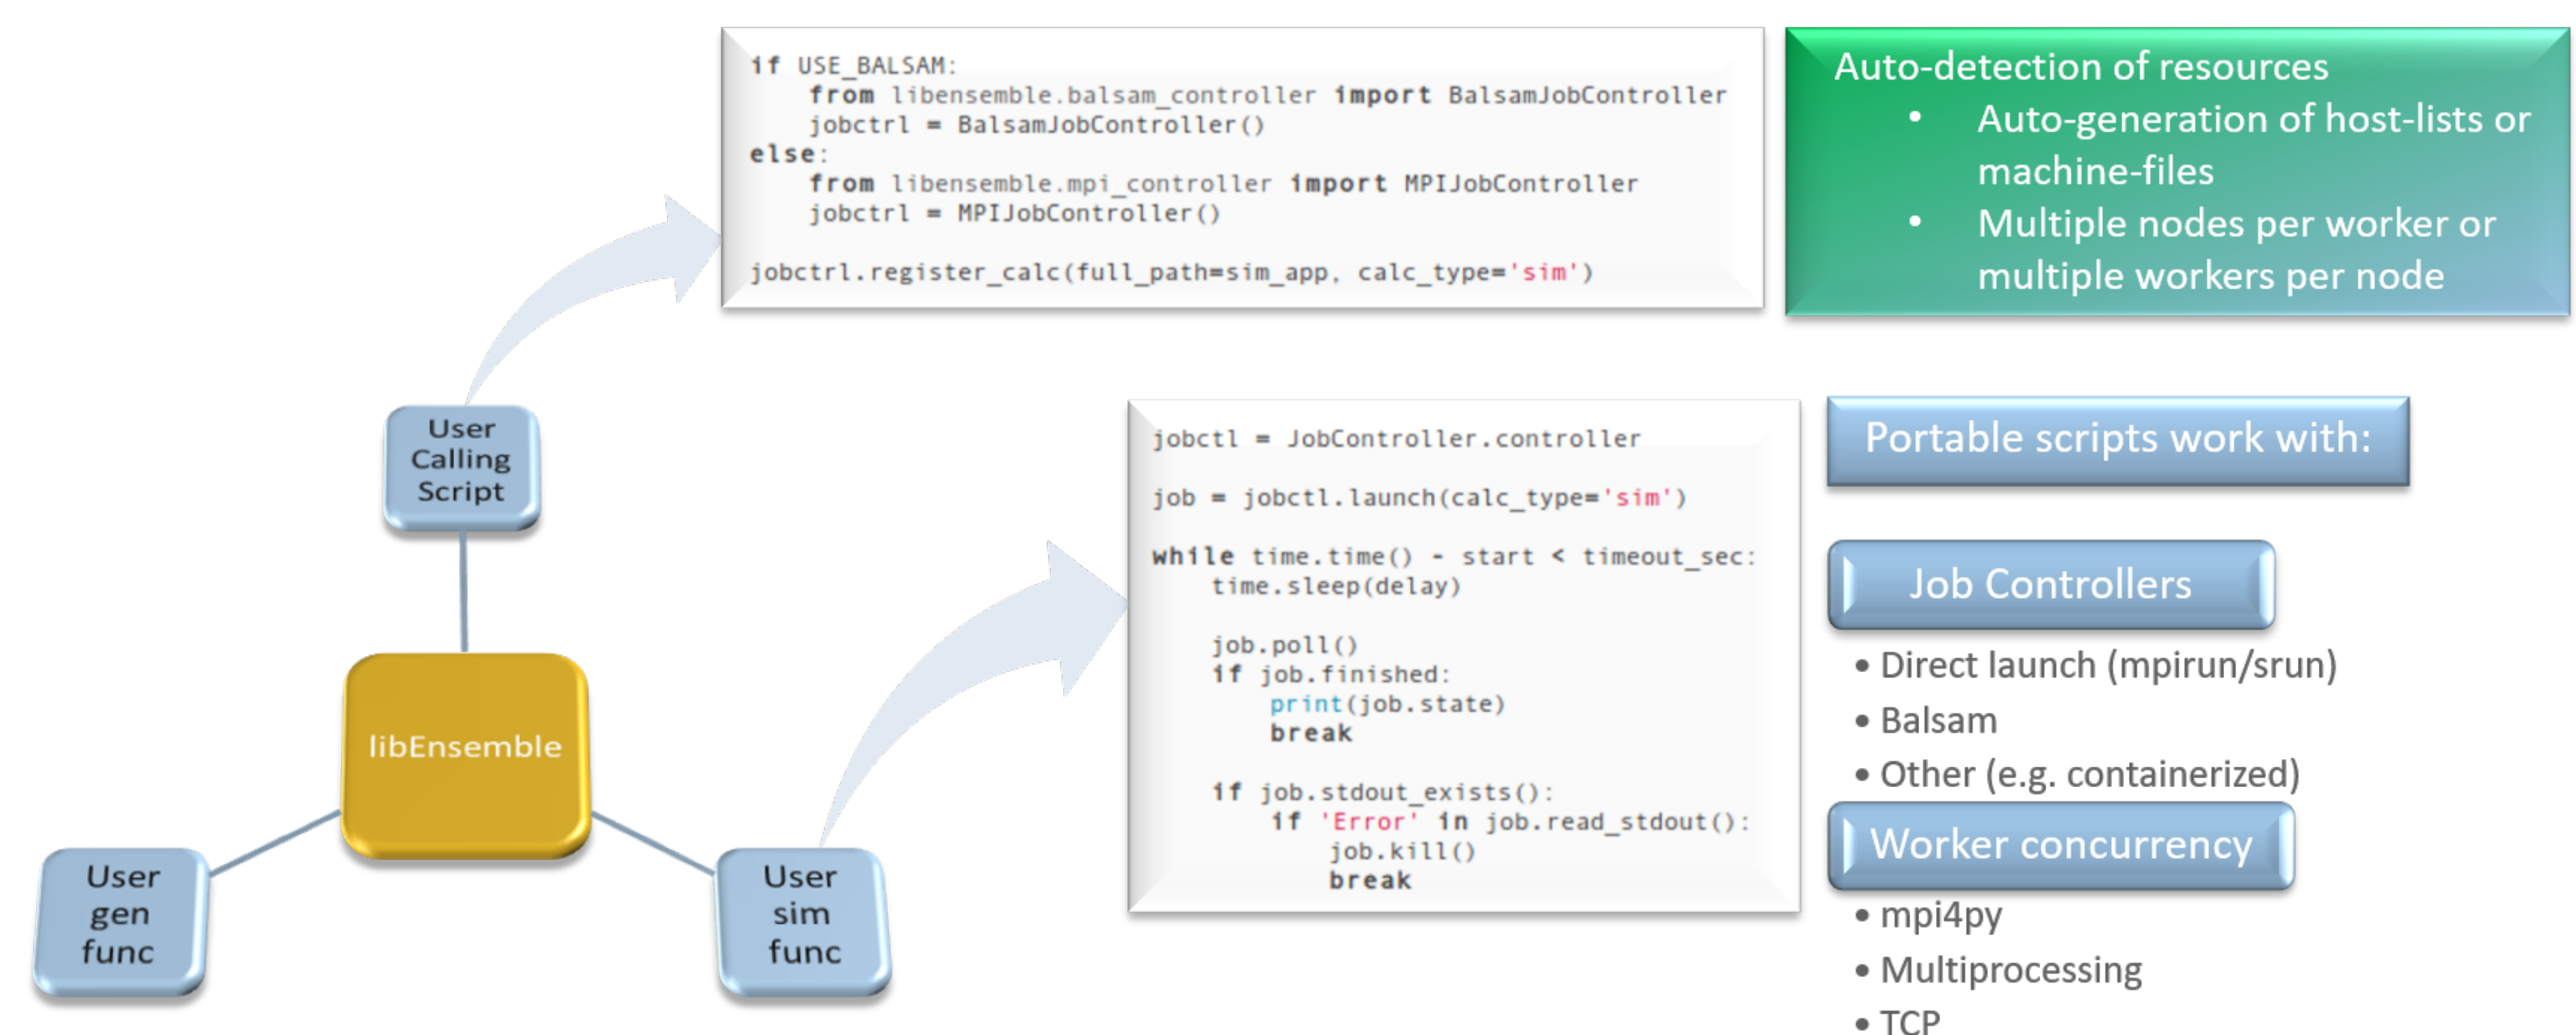 if USE_BALSAM:
    from libensemble.balsam_controller import BalsamJobController
    jobctrl = BalsamJobController()
else:
    from libensemble.mpi_controller import MPIJobController
    jobctrl = MPIJobController()
jobctrl.register_calc(full_path=sim_app, calc_type='sim')
Auto-detection of resources
• Auto-generation of host-lists or
machine-files
• Multiple nodes per worker or
multiple workers per node
User
Calling
Script
libEnsemble
User
gen
func
User
sim
func
jobctl = JobController.controller
job = jobctl.launch(calc_type='sim')
while time.time() - start < timeout_sec:
    time.sleep(delay)
    job.poll()
    if job.finished:
        print(job.state)
        break
    if job.stdout_exists():
        if 'Error' in job.read_stdout():
            job.kill()
            break
Portable scripts work with:
Job Controllers
• Direct launch (mpirun/srun)
• Balsam
• Other (e.g. containerized)
Worker concurrency
• mpi4py
• Multiprocessing
• TCP